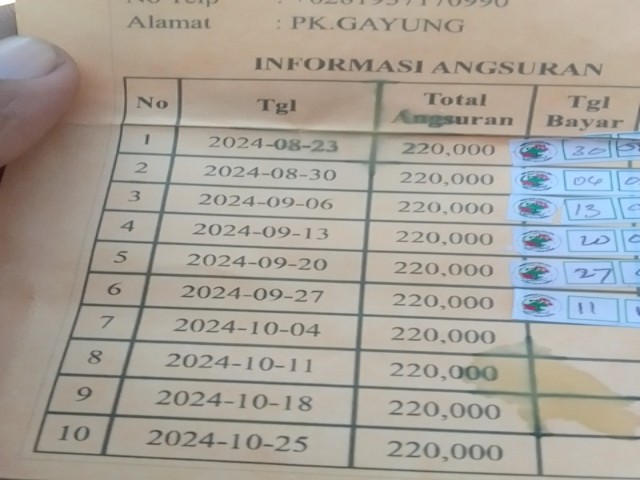 Alamat : PK.GAYUNG
INFORMASI ANGSURAN
No Tgl Total Angsuran Tgl Bayar
1 2024-08-23 220,000 30
2 2024-08-30 220,000 04
3 2024-09-06 220,000 13
4 2024-09-13 220,000 20
5 2024-09-20 220,000 27
6 2024-09-27 220,000 11
7 2024-10-04 220,000
8 2024-10-11 220,000
9 2024-10-18 220,000
10 2024-10-25 220,000